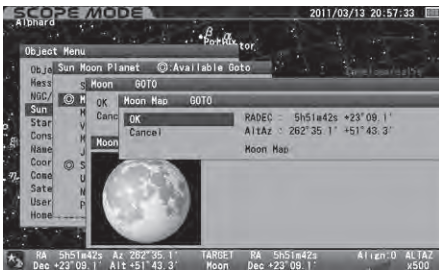 SCOPE MODE 2011/03/13 20:57:33
Alphard
β
Pollux
tor
Object Menu
Obje Sun Moon Planet ◎:Available Goto
Mess S Moon GOTO
NGC/ ◎ M OK Moon Map GOTO
Sun M Canc OK RADEC : 5h51m42s +23°09.1'
Star V Cancel AltAz : 262°35.1' +51°43.3'
Cons M Moon Moon Map
Name J
Coor ◎ S
Come U
Sate N
User P
Home
RA 5h51m42s Az 262°35.1' TARGET RA 5h51m42s Align:0 ALTAZ
Dec +23°09.1' Alt +51°43.3' Moon Dec +23°09.1' x500